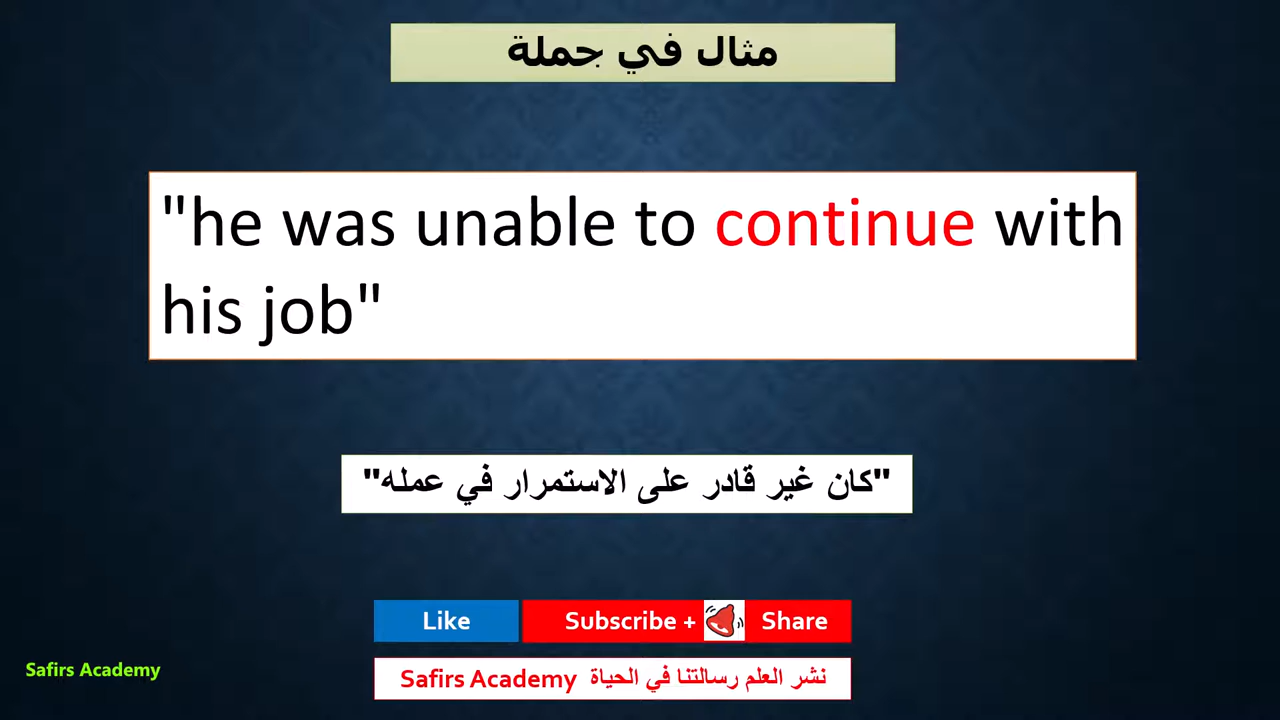 مثال في جملة
"he was unable to continue with
his job"
"كان غير قادر على الاستمرار في عمله"
Like Subscribe + Share
Safirs Academy نشر العلم رسالتنا في الحياة
Safirs Academy